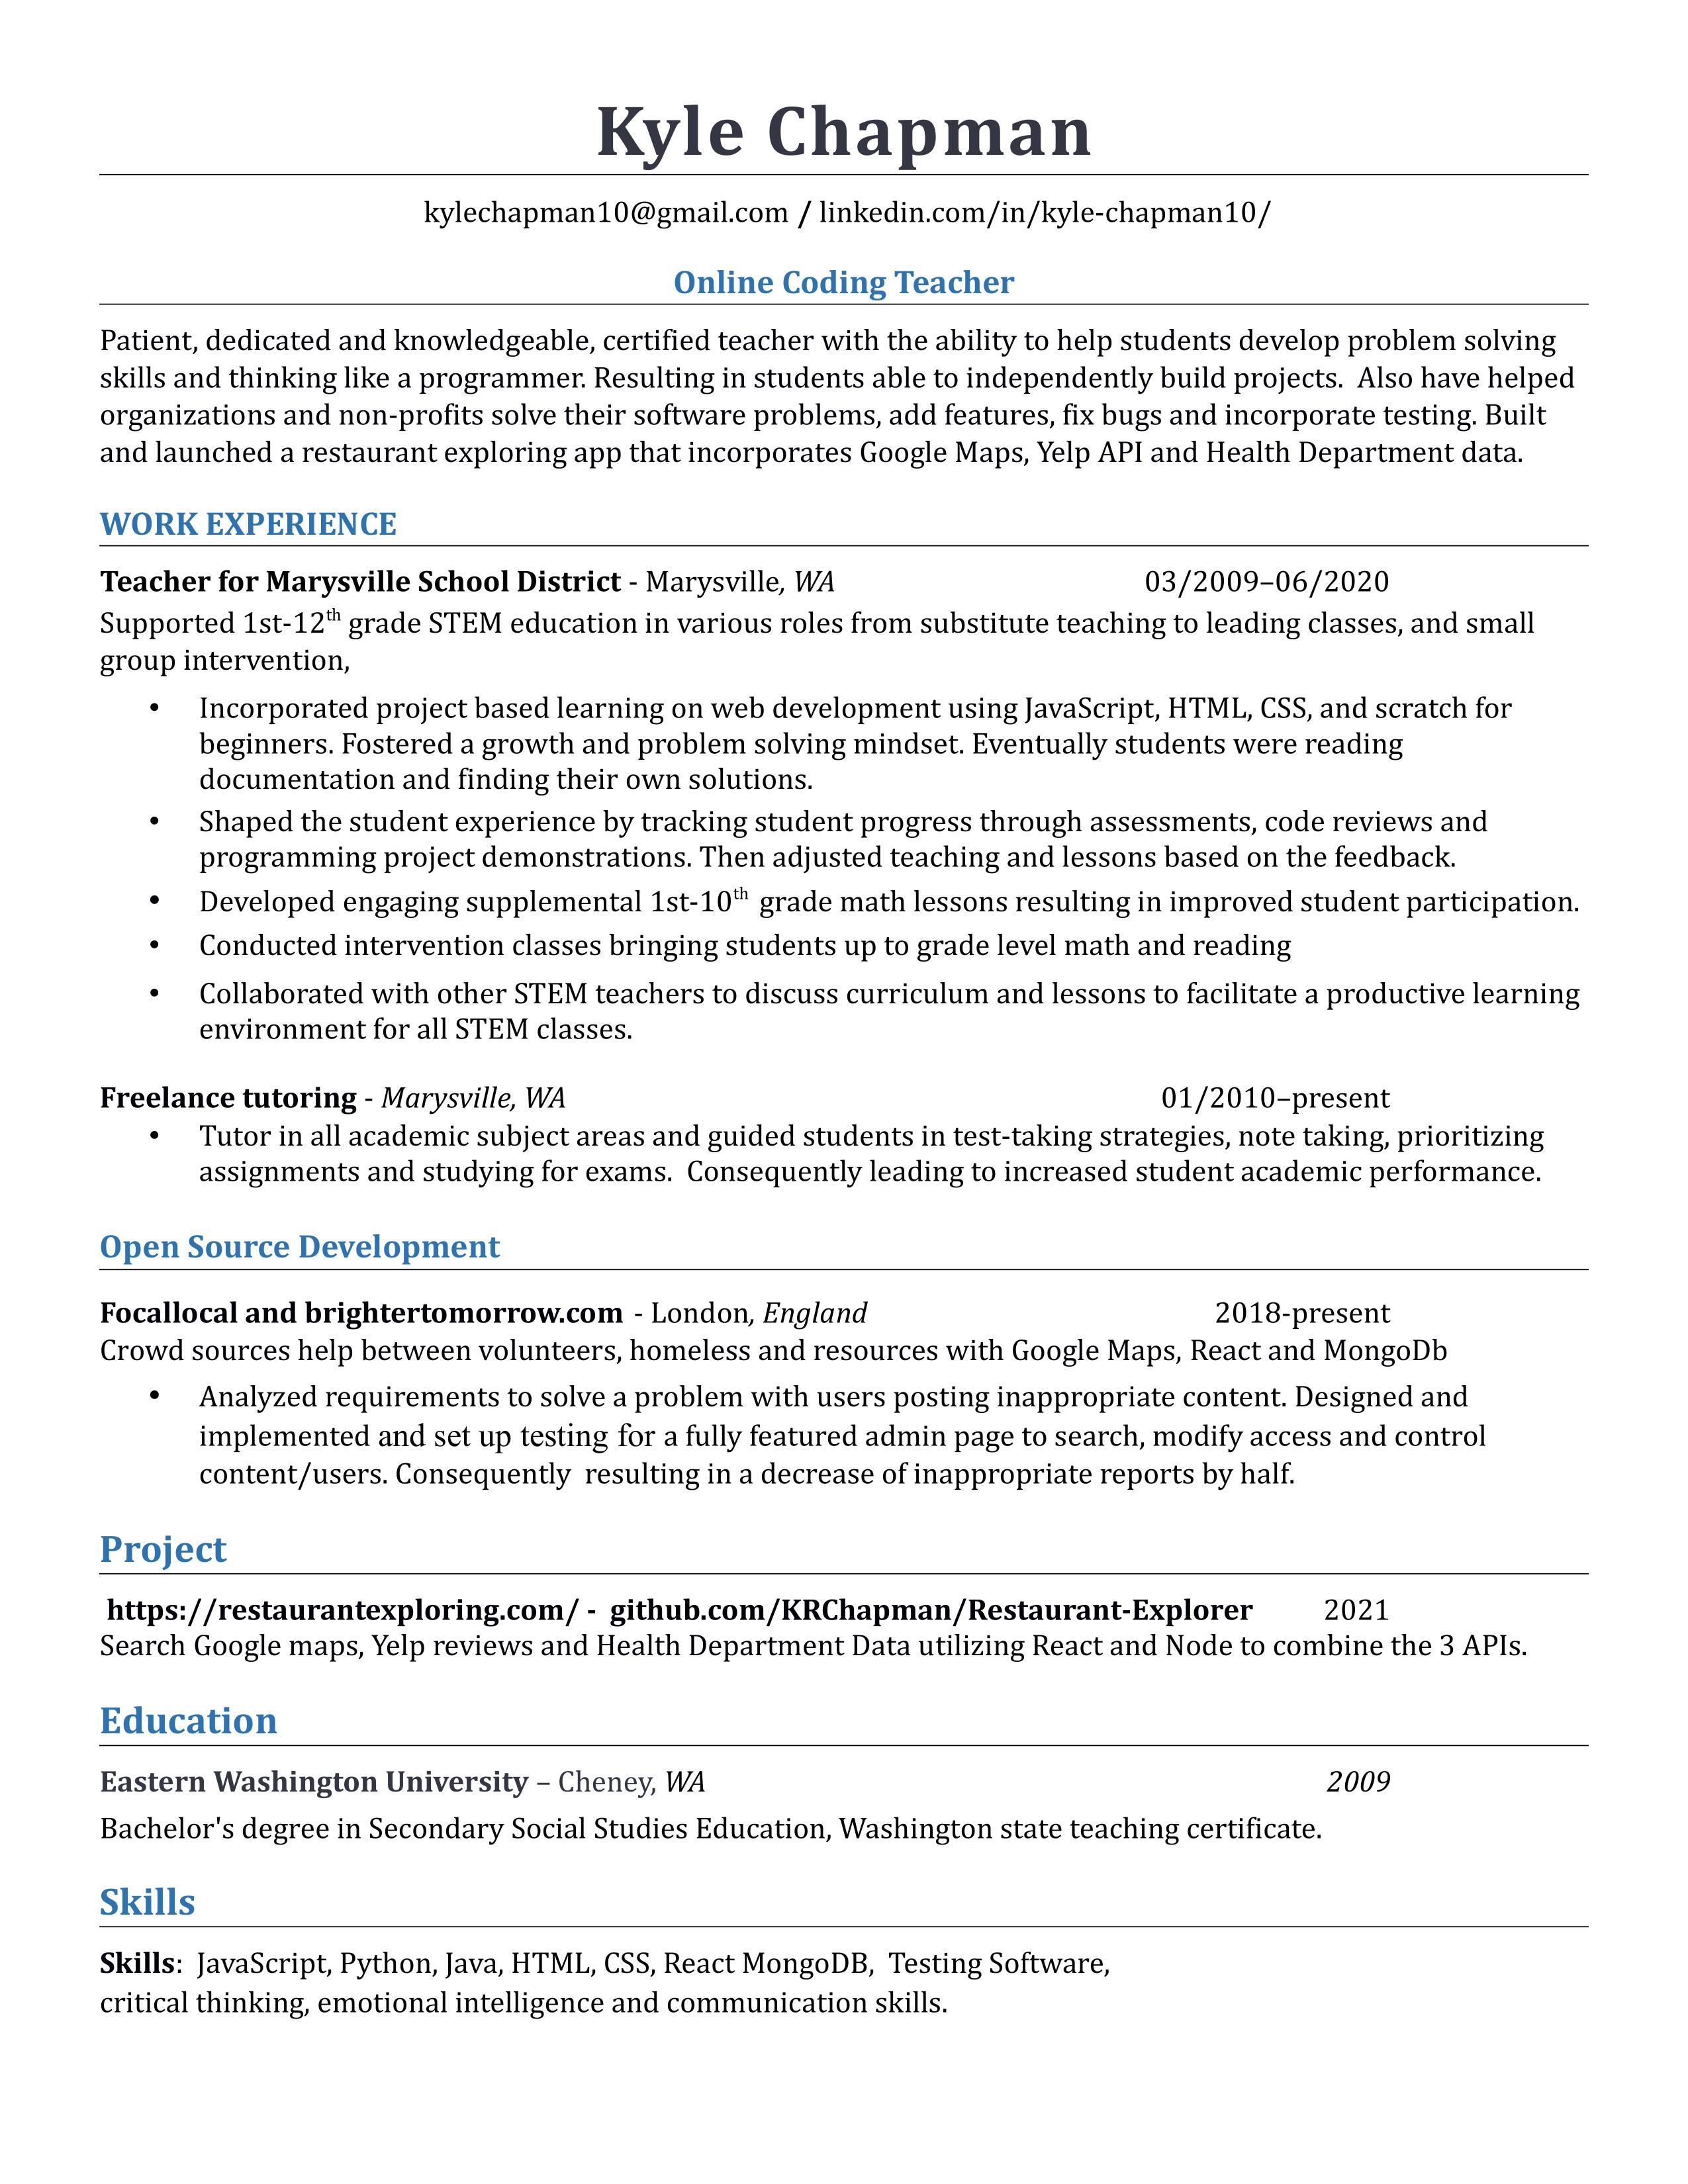 Kyle Chapman
kylechapman10@gmail.com / linkedin.com/in/kyle-chapman10/
Online Coding Teacher
Patient, dedicated and knowledgeable, certified teacher with the ability to help students develop problem solving
skills and thinking like a programmer. Resulting in students able to independently build projects.  Also have helped
organizations and non-profits solve their software problems, add features, fix bugs and incorporate testing. Built
and launched a restaurant exploring app that incorporates Google Maps, Yelp API and Health Department data.
WORK EXPERIENCE
Teacher for Marysville School District - Marysville, WA 03/2009–06/2020
Supported 1st-12th grade STEM education in various roles from substitute teaching to leading classes, and small
group intervention,
• Incorporated project based learning on web development using JavaScript, HTML, CSS, and scratch for
beginners. Fostered a growth and problem solving mindset. Eventually students were reading
documentation and finding their own solutions.
• Shaped the student experience by tracking student progress through assessments, code reviews and
programming project demonstrations. Then adjusted teaching and lessons based on the feedback.
• Developed engaging supplemental 1st-10th grade math lessons resulting in improved student participation.
• Conducted intervention classes bringing students up to grade level math and reading
• Collaborated with other STEM teachers to discuss curriculum and lessons to facilitate a productive learning
environment for all STEM classes.
Freelance tutoring - Marysville, WA 01/2010–present
• Tutor in all academic subject areas and guided students in test-taking strategies, note taking, prioritizing
assignments and studying for exams.  Consequently leading to increased student academic performance.
Open Source Development
Focallocal and brightertomorrow.com - London, England 2018-present
Crowd sources help between volunteers, homeless and resources with Google Maps, React and MongoDb
• Analyzed requirements to solve a problem with users posting inappropriate content. Designed and
implemented and set up testing for a fully featured admin page to search, modify access and control
content/users. Consequently  resulting in a decrease of inappropriate reports by half.
Project
https://restaurantexploring.com/ -  github.com/KRChapman/Restaurant-Explorer 2021
Search Google maps, Yelp reviews and Health Department Data utilizing React and Node to combine the 3 APIs.
Education
Eastern Washington University – Cheney, WA 2009
Bachelor's degree in Secondary Social Studies Education, Washington state teaching certificate.
Skills
Skills:  JavaScript, Python, Java, HTML, CSS, React MongoDB,  Testing Software,
critical thinking, emotional intelligence and communication skills.